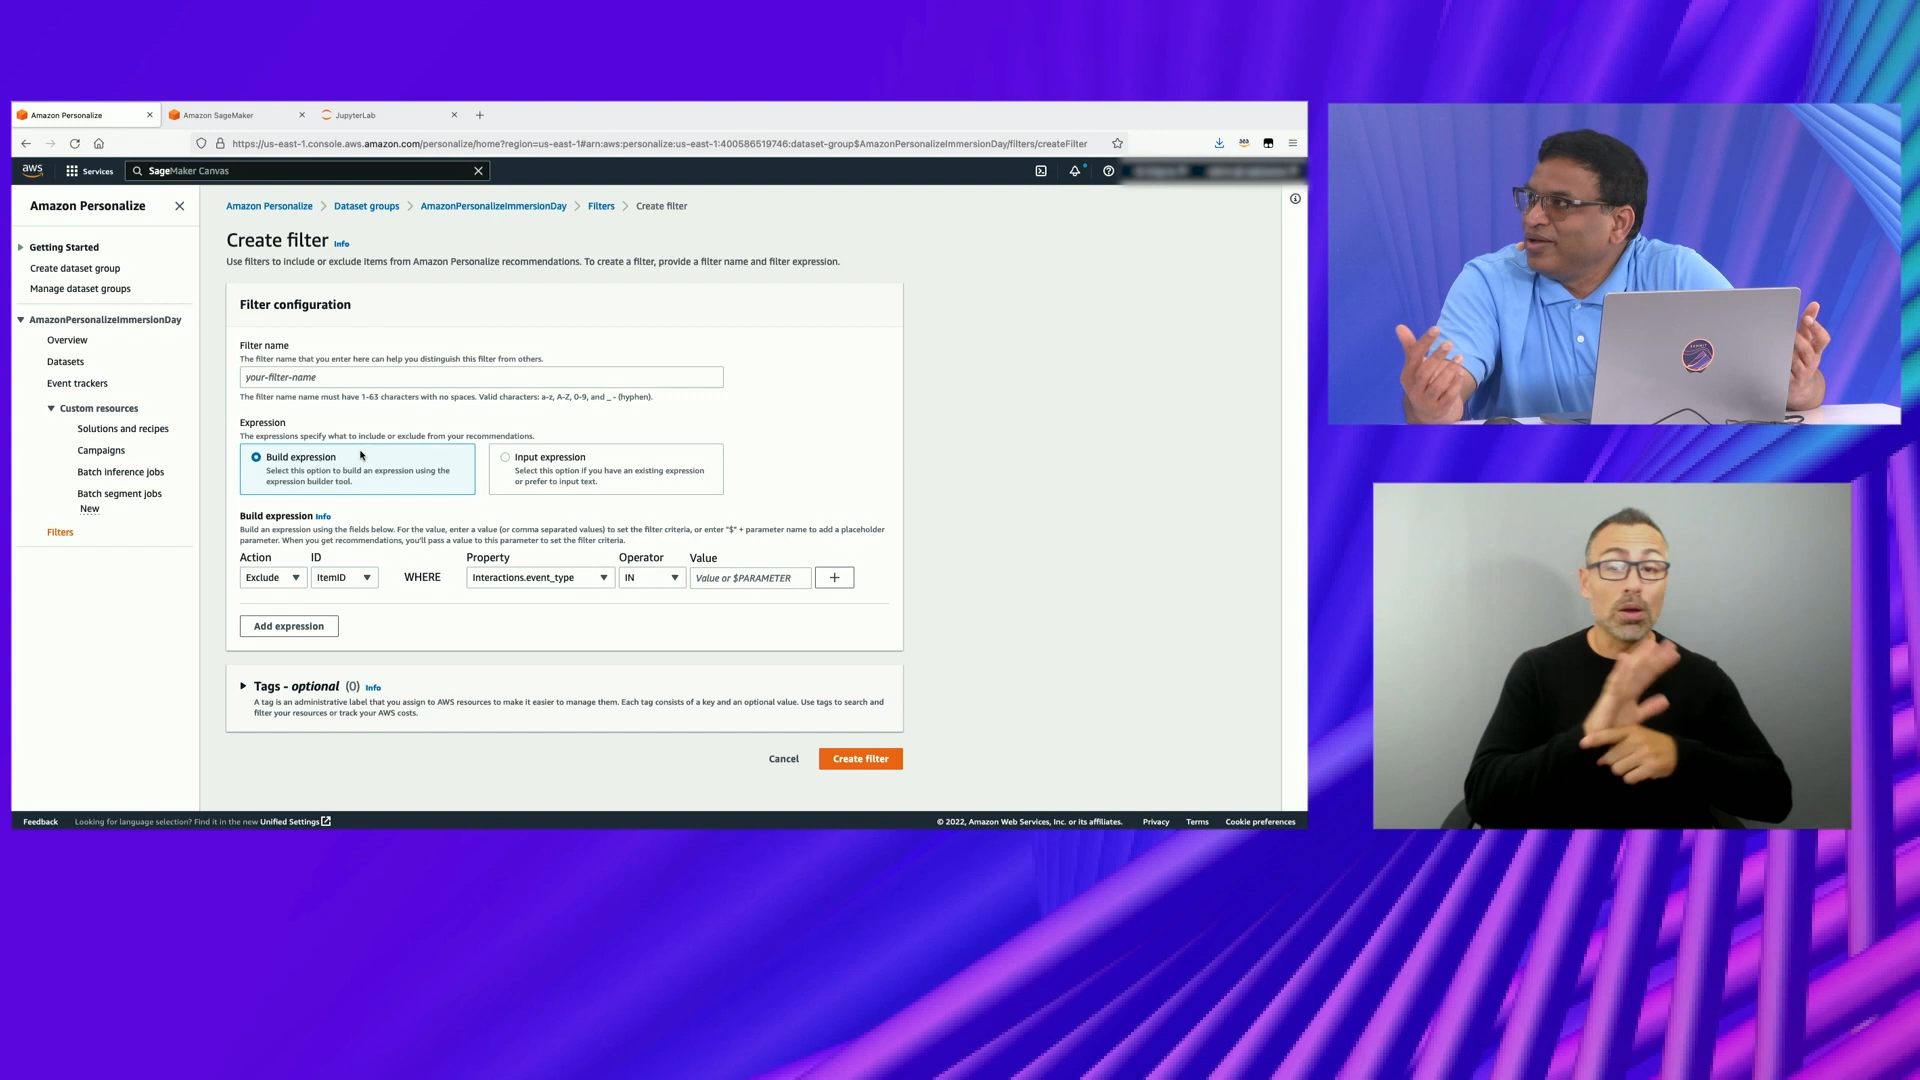 Amazon Personalize
Amazon SageMaker
JupyterLab
https://us-east-1.console.aws.amazon.com/personalize/home?region=us-east-1#arn:aws:personalize:us-east-1:400586519746:dataset-group$AmazonPersonalizeImmersionDay/filters/createFilter
aws
Services
SageMaker Canvas
Amazon Personalize
Getting Started
Create dataset group
Manage dataset groups
AmazonPersonalizeImmersionDay
Overview
Datasets
Event trackers
Custom resources
Solutions and recipes
Campaigns
Batch inference jobs
Batch segment jobs
New
Filters
Amazon Personalize > Dataset groups > AmazonPersonalizeImmersionDay > Filters > Create filter
Create filter Info
Use filters to include or exclude items from Amazon Personalize recommendations. To create a filter, provide a filter name and filter expression.
Filter configuration
Filter name
The filter name that you enter here can help you distinguish this filter from others.
your-filter-name
The filter name name must have 1-63 characters with no spaces. Valid characters: a-z, A-Z, 0-9, and _ - (hyphen).
Expression
The expressions specify what to include or exclude from your recommendations.
Build expression
Select this option to build an expression using the
expression builder tool.
Input expression
Select this option if you have an existing expression
or prefer to input text.
Build expression Info
Build an expression using the fields below. For the value, enter a value (or comma separated values) to set the filter criteria, or enter "$" + parameter name to add a placeholder
parameter. When you get recommendations, you'll pass a value to this parameter to set the filter criteria.
Action ID Property Operator Value
Exclude ItemID WHERE Interactions.event_type IN Value or $PARAMETER +
Add expression
Tags - optional (0) Info
A tag is an administrative label that you assign to AWS resources to make it easier to manage them. Each tag consists of a key and an optional value. Use tags to search and
filter your resources or track your AWS costs.
Cancel Create filter
Feedback Looking for language selection? Find it in the new Unified Settings © 2022, Amazon Web Services, Inc. or its affiliates. Privacy Terms Cookie preferences